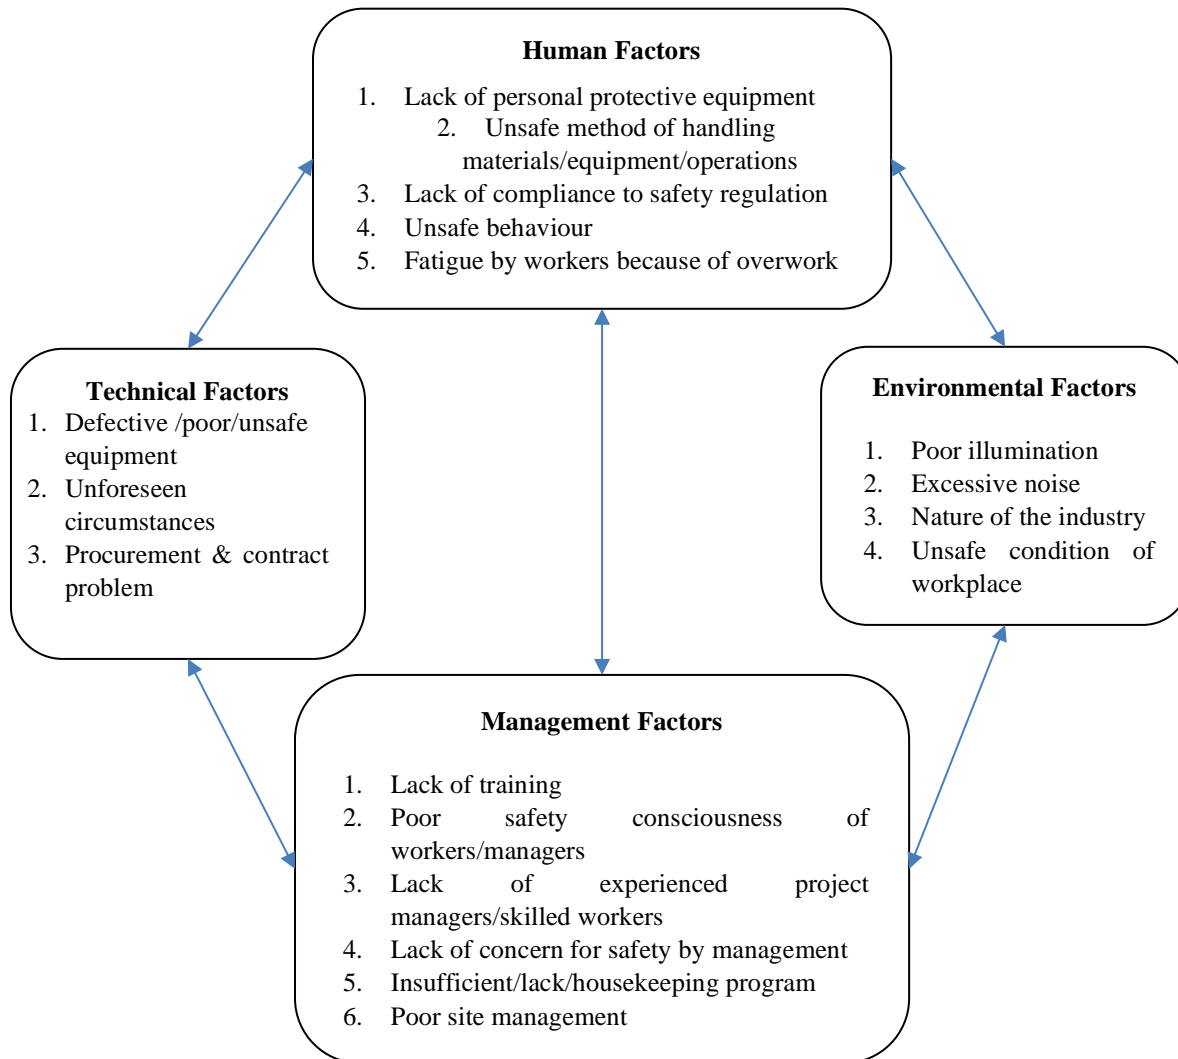 Human Factors
1. Lack of personal protective equipment
2. Unsafe method of handling
materials/equipment/operations
3. Lack of compliance to safety regulation
4. Unsafe behaviour
5. Fatigue by workers because of overwork
Technical Factors
1. Defective /poor/unsafe
equipment
2. Unforeseen
circumstances
3. Procurement & contract
problem
Environmental Factors
1. Poor illumination
2. Excessive noise
3. Nature of the industry
4. Unsafe condition of
workplace
Management Factors
1. Lack of training
2. Poor safety consciousness of
workers/managers
3. Lack of experienced project
managers/skilled workers
4. Lack of concern for safety by management
5. Insufficient/lack/housekeeping program
6. Poor site management